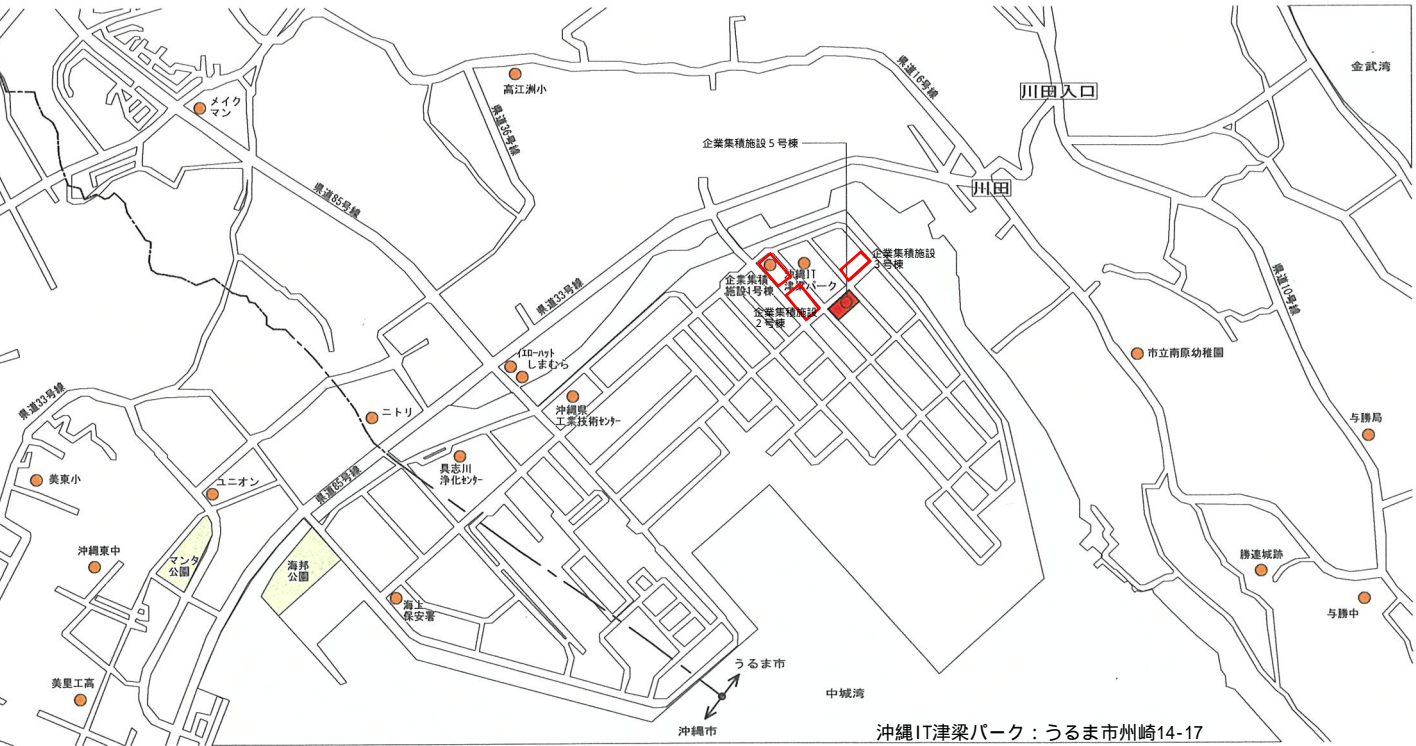 金武湾
県道16号線
高江洲小
川田入口
メイク
マン
県道36号線
企業集積施設５号棟
県道85号線
川田
企業集積施設
３号棟
沖縄IT
津梁パーク
企業集積
施設1号棟
県道33号線
企業集積施設
２号棟
県道10号線
市立南原幼稚園
ｲｴﾛｰﾊｯﾄ
しまむら
県道33号線
沖縄県
工業技術ｾﾝﾀｰ
ニトリ
与勝局
具志川
浄化ｾﾝﾀｰ
美東小
ユニオン
県道85号線
沖縄東中
マンタ
公園
海邦
公園
勝連城跡
海上
保安署
与勝中
うるま市
美里工高
中城湾
沖縄市
沖縄IT津梁パーク：うるま市州崎14-17